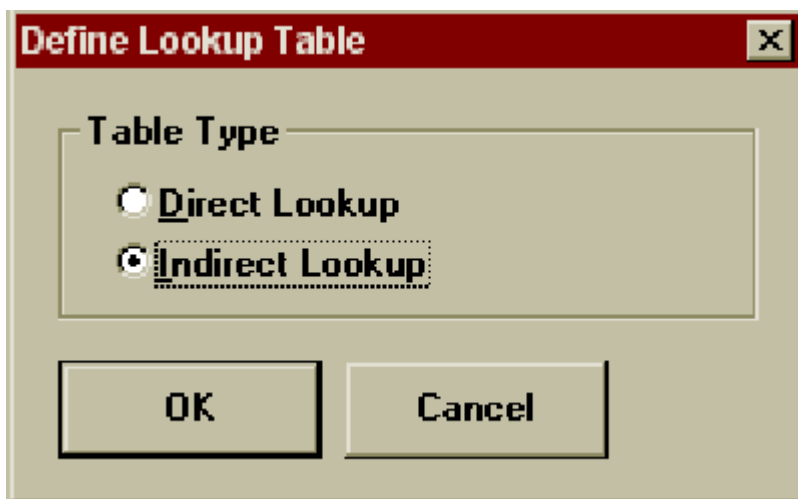 Define Lookup Table
Table Type
Direct Lookup
Indirect Lookup
OK
Cancel